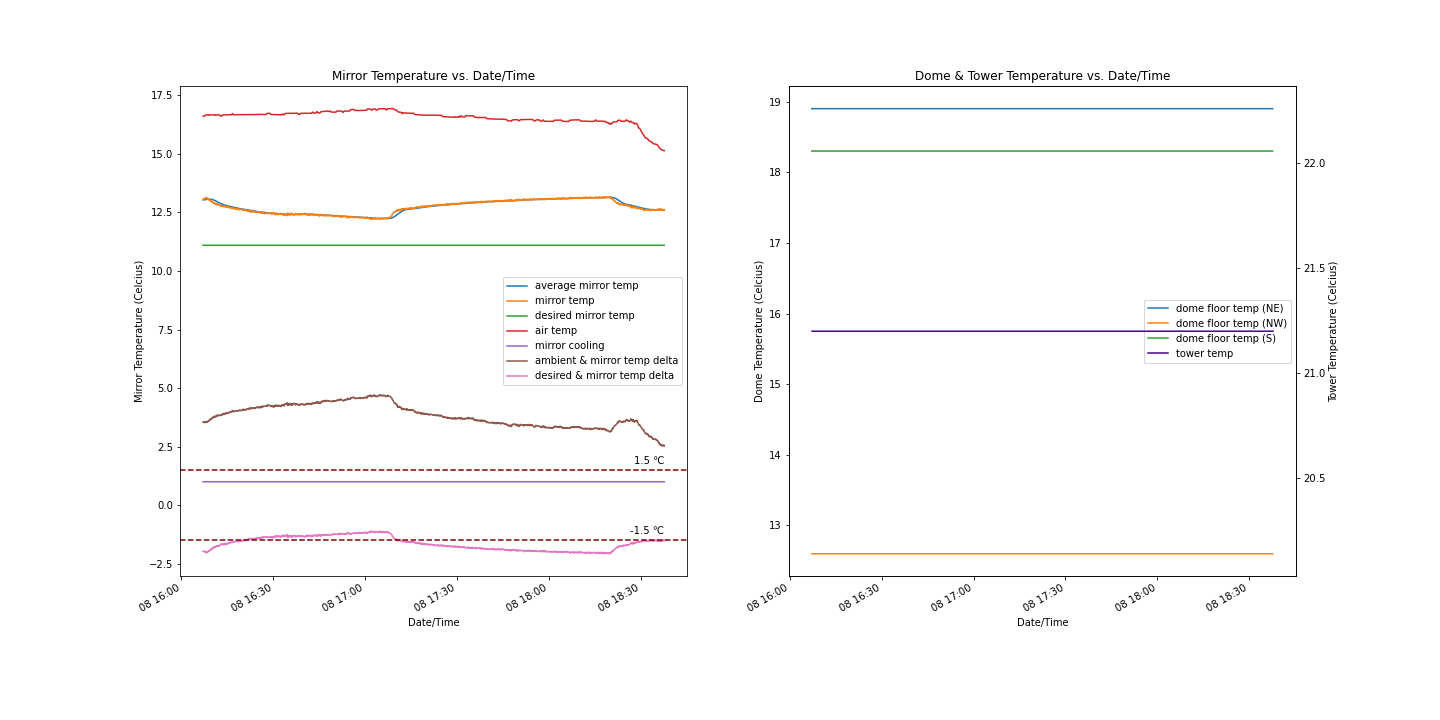 Mirror Temperature vs. Date/Time
17.5
15.0
12.5
10.0
7.5
5.0
2.5
0.0
−2.5
Mirror Temperature (Celcius)
average mirror temp
mirror temp
desired mirror temp
air temp
mirror cooling
ambient & mirror temp delta
desired & mirror temp delta
1.5 ℃
-1.5 ℃
08 16:00
08 16:30
08 17:00
08 17:30
08 18:00
08 18:30
Date/Time
Dome & Tower Temperature vs. Date/Time
19
18
17
16
15
14
13
Dome Temperature (Celcius)
dome floor temp (NE)
dome floor temp (NW)
dome floor temp (S)
tower temp
22.0
21.5
21.0
20.5
Tower Temperature (Celcius)
08 16:00
08 16:30
08 17:00
08 17:30
08 18:00
08 18:30
Date/Time